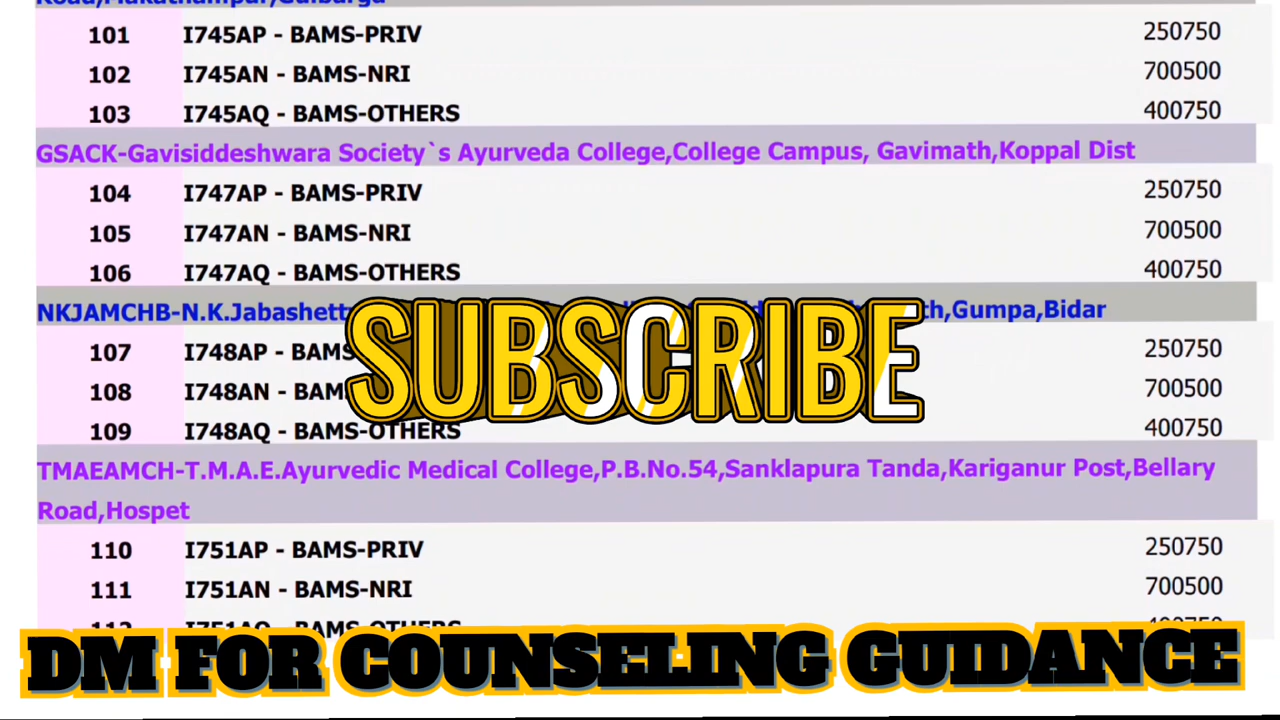 101 I745AP - BAMS-PRIV 250750
102 I745AN - BAMS-NRI 700500
103 I745AQ - BAMS-OTHERS 400750
GSACK-Gavisiddeshwara Society`s Ayurveda College,College Campus, Gavimath,Koppal Dist
104 I747AP - BAMS-PRIV 250750
105 I747AN - BAMS-NRI 700500
106 I747AQ - BAMS-OTHERS 400750
NKJAMCHB-N.K.Jabashett Gumpa,Bidar
107 I748AP - BAMS 250750
108 I748AN - BAMS 700500
SUBSCRIBE
109 I748AQ - BAMS-OTHERS 400750
TMAEAMCH-T.M.A.E.Ayurvedic Medical College,P.B.No.54,Sanklapura Tanda,Kariganur Post,Bellary
Road,Hospet
110 I751AP - BAMS-PRIV 250750
111 I751AN - BAMS-NRI 700500
DM FOR COUNSELING GUIDANCE